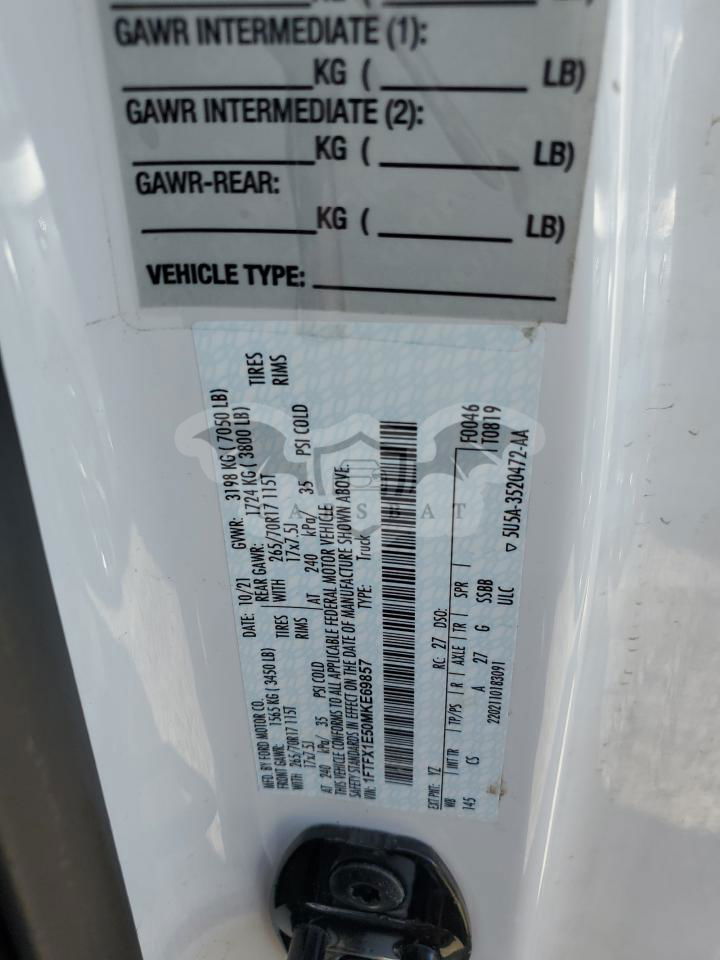 GAWR INTERMEDIATE (1):
KG ( LB)
GAWR INTERMEDIATE (2):
KG ( LB)
GAWR-REAR:
KG ( LB)
VEHICLE TYPE:
MFD. BY FORD MOTOR CO.
DATE: 10/21 GVWR: 3198 KG ( 7050 LB)
FRONT GAWR: 1565 KG ( 3450 LB) REAR GAWR: 1724 KG ( 3800 LB)
265/70R17 115T TIRES WITH 265/70R17 115T TIRES
17x7.5J RIMS 17x7.5J RIMS
AT 240 kPa/ 35 PSI COLD AT 240 kPa/ 35 PSI COLD
THIS VEHICLE CONFORMS TO ALL APPLICABLE FEDERAL MOTOR VEHICLE
SAFETY STANDARDS IN EFFECT ON THE DATE OF MANUFACTURE SHOWN ABOVE.
VIN: 1FTFX1E50MKE69857 TYPE: Truck
F0046
T0819
EXT PNT: YZ RC: 27 DSO:
WB INT TR TP/PS R AXLE TR SPR
145 CS A 27 G SSBB
2202110183091 ULC
5U5A-3520472-AA